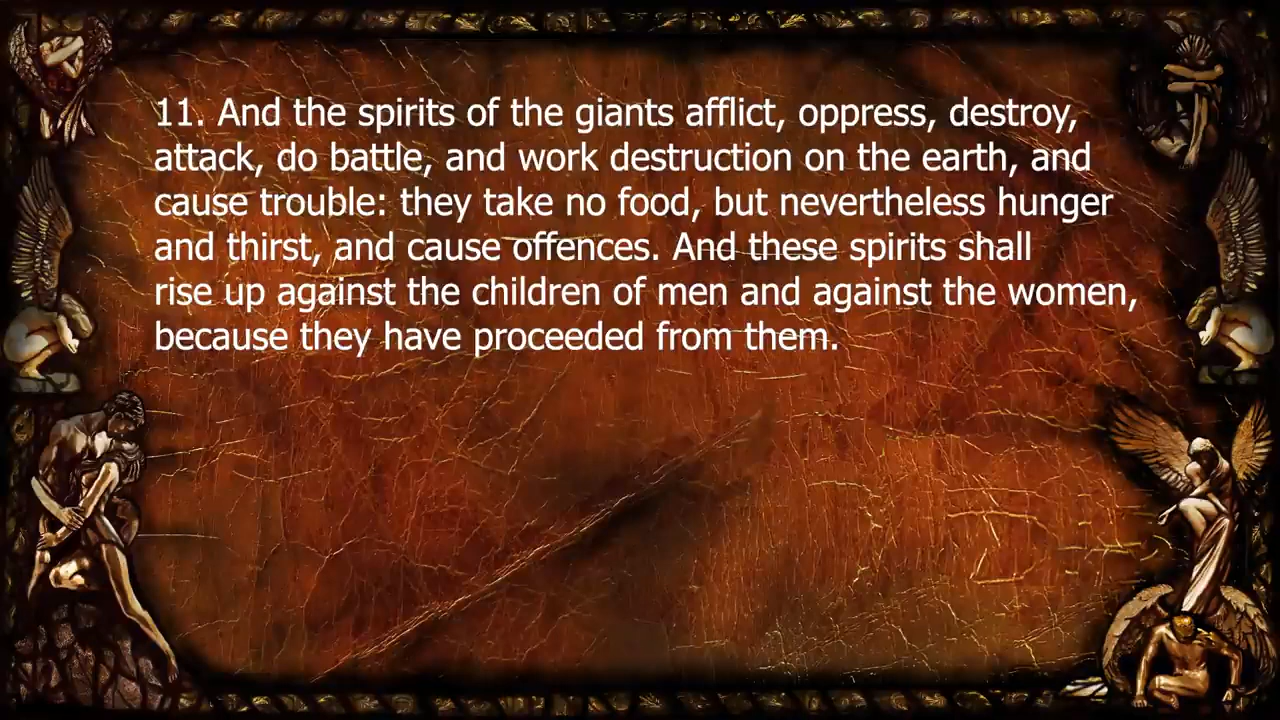 11. And the spirits of the giants afflict, oppress, destroy,
attack, do battle, and work destruction on the earth, and
cause trouble: they take no food, but nevertheless hunger
and thirst, and cause offences. And these spirits shall
rise up against the children of men and against the women,
because they have proceeded from them.